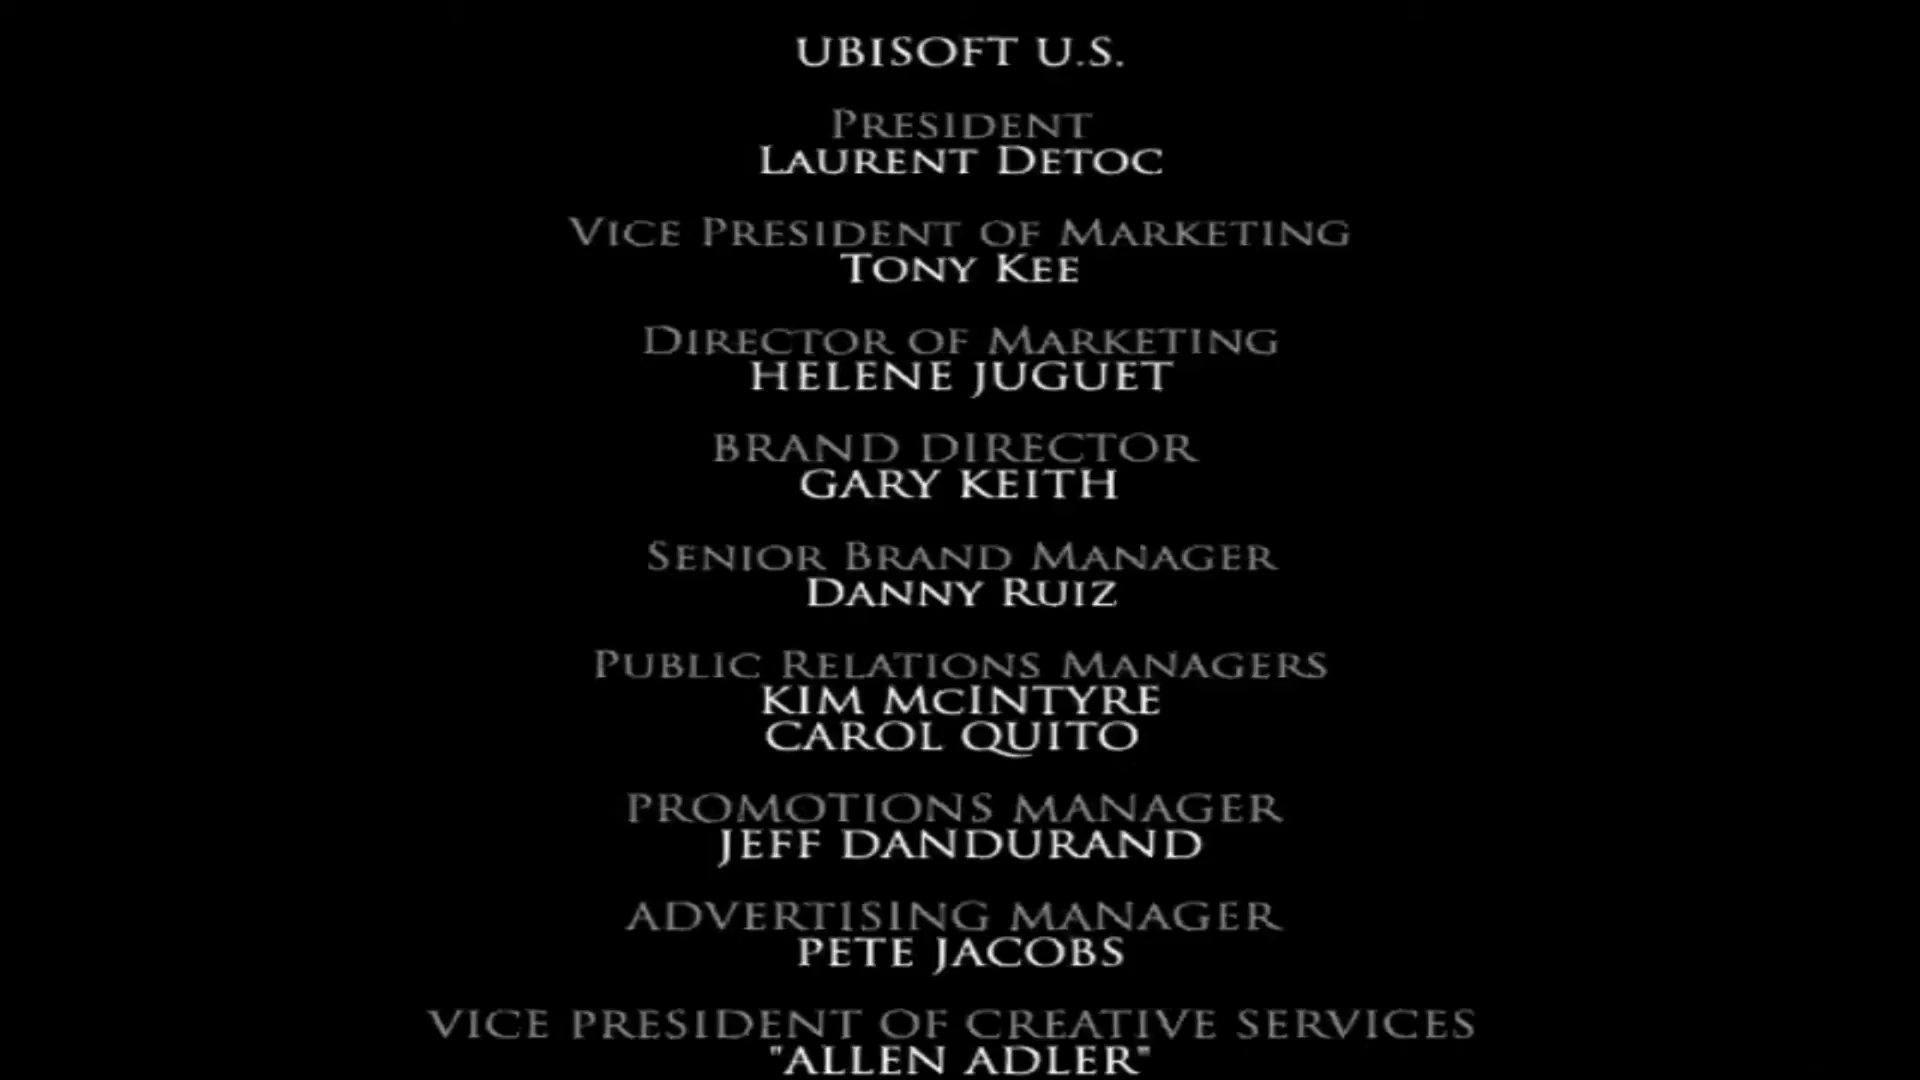 UBISOFT U.S.
PRESIDENT
LAURENT DETOC
VICE PRESIDENT OF MARKETING
TONY KEE
DIRECTOR OF MARKETING
HELENE JUGUET
BRAND DIRECTOR
GARY KEITH
SENIOR BRAND MANAGER
DANNY RUIZ
PUBLIC RELATIONS MANAGERS
KIM MCINTYRE
CAROL QUITO
PROMOTIONS MANAGER
JEFF DANDURAND
ADVERTISING MANAGER
PETE JACOBS
VICE PRESIDENT OF CREATIVE SERVICES
"ALLEN ADLER"